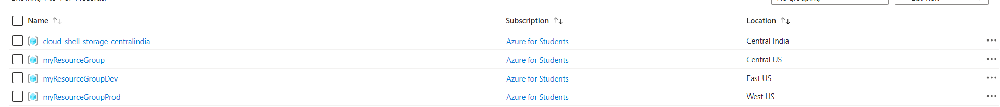 Name Subscription Location
cloud-shell-storage-centralindia Azure for Students Central India
myResourceGroup Azure for Students Central US
myResourceGroupDev Azure for Students East US
myResourceGroupProd Azure for Students West US